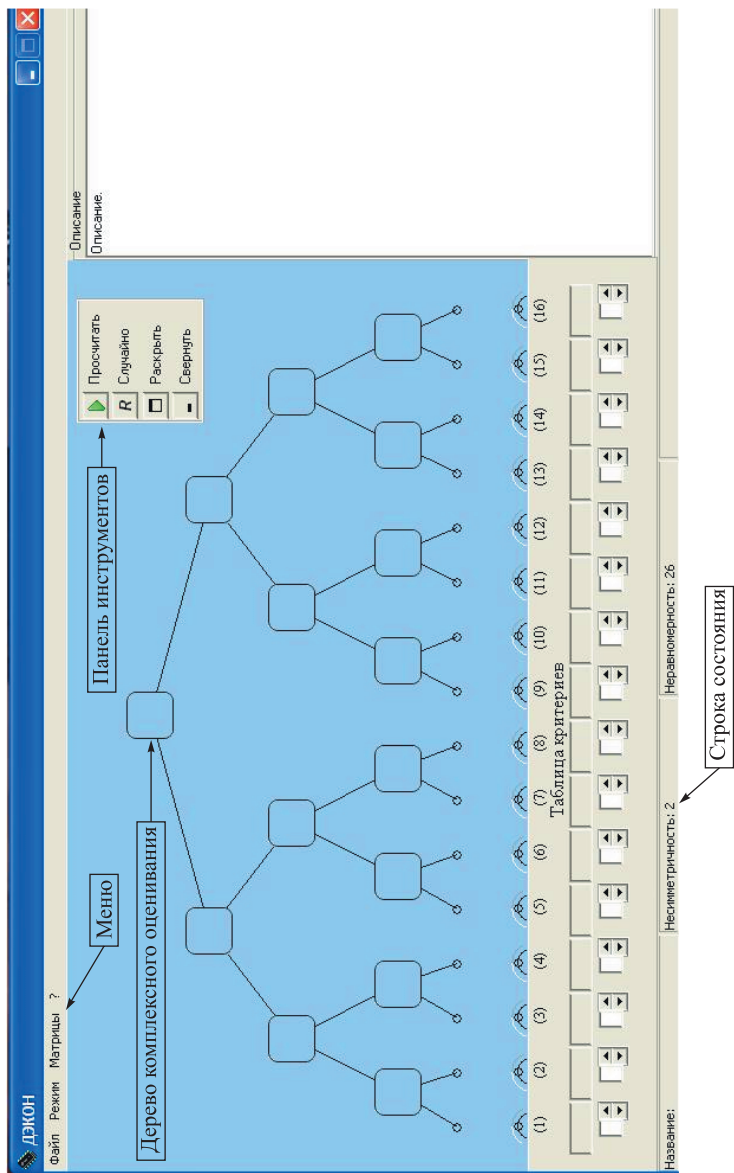 ДЭКОН
Файл Режим Матрицы ?
Меню
Дерево комплексного оценивания
Панель инструментов
Просчитать
R Случайно
Раскрыть
Свернуть
Описание
Описание.
(1) (2) (3) (4) (5) (6) (7) (8) (9) (10) (11) (12) (13) (14) (15) (16)
Таблица критериев
Название:
Несимметричность: 2
Неравномерность: 26
Строка состояния